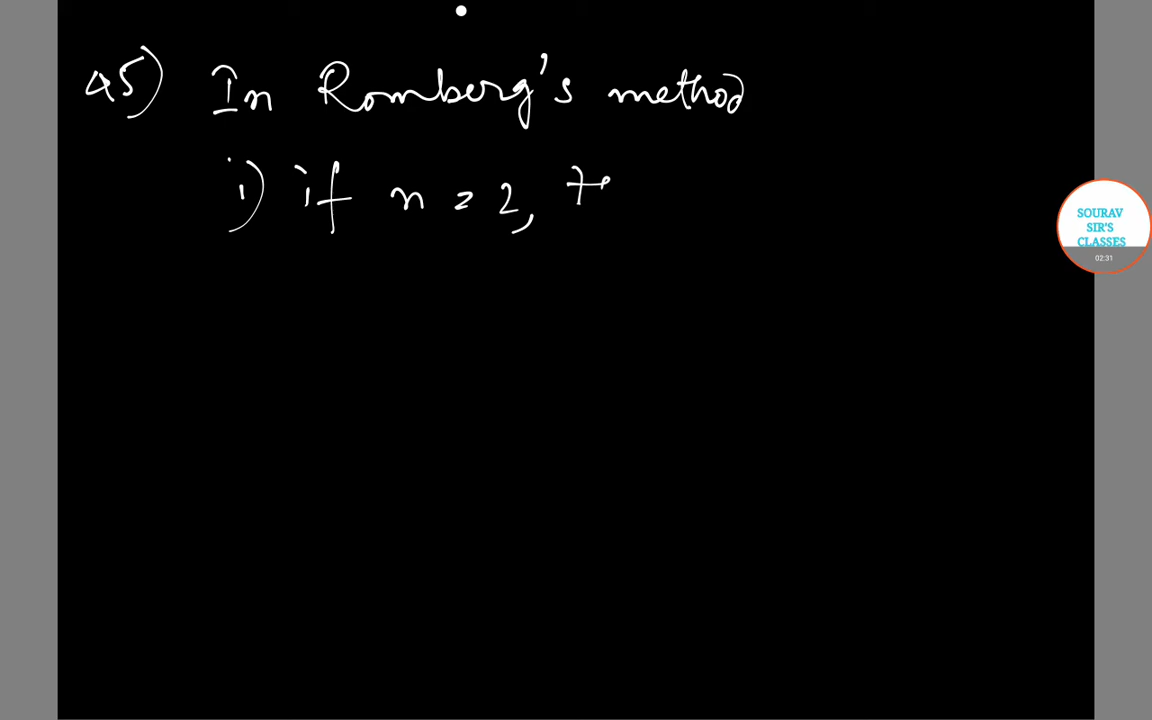 45) In Romberg's method
i) if n = 2,
SOURAV
SIR'S
CLASSES
02:31